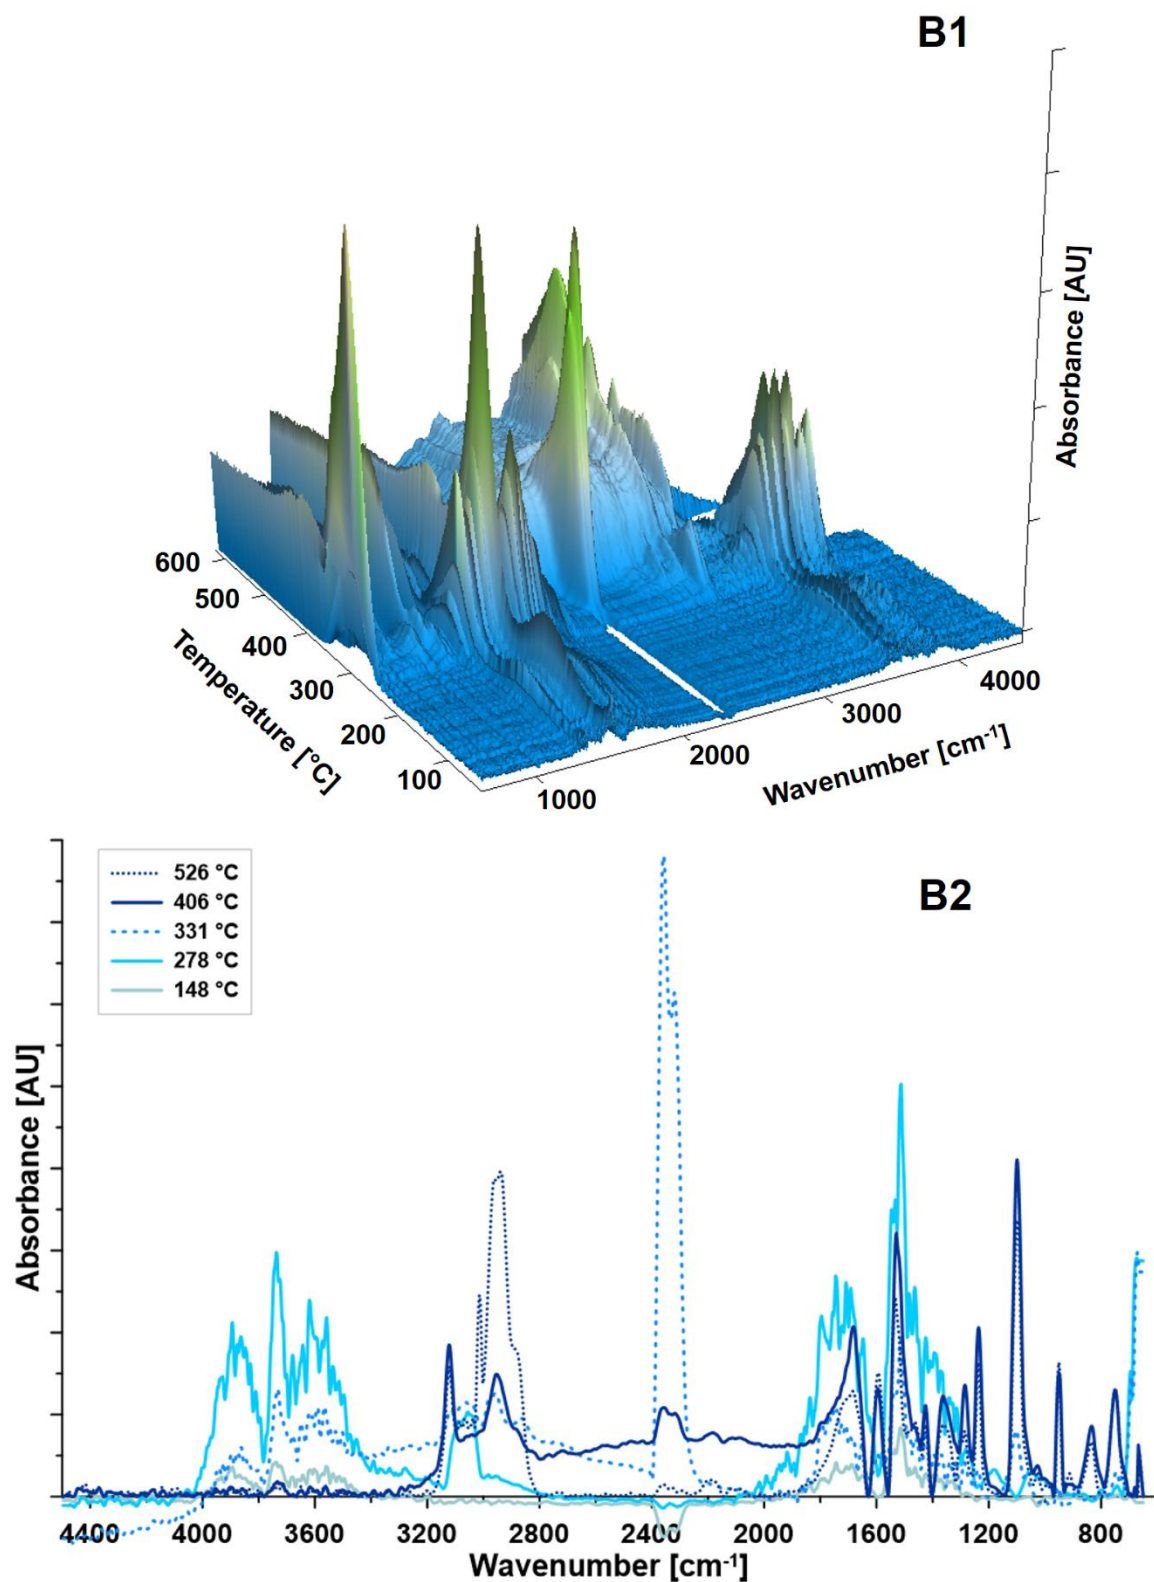 B1
Absorbance [AU]
600
500
400
300
200
100
Temperature [°C]
1000
2000
3000
4000
Wavenumber [cm-1]
B2
526 °C
406 °C
331 °C
278 °C
148 °C
Absorbance [AU]
4400 4000 3600 3200 2800 2400 2000 1600 1200 800
Wavenumber [cm-1]